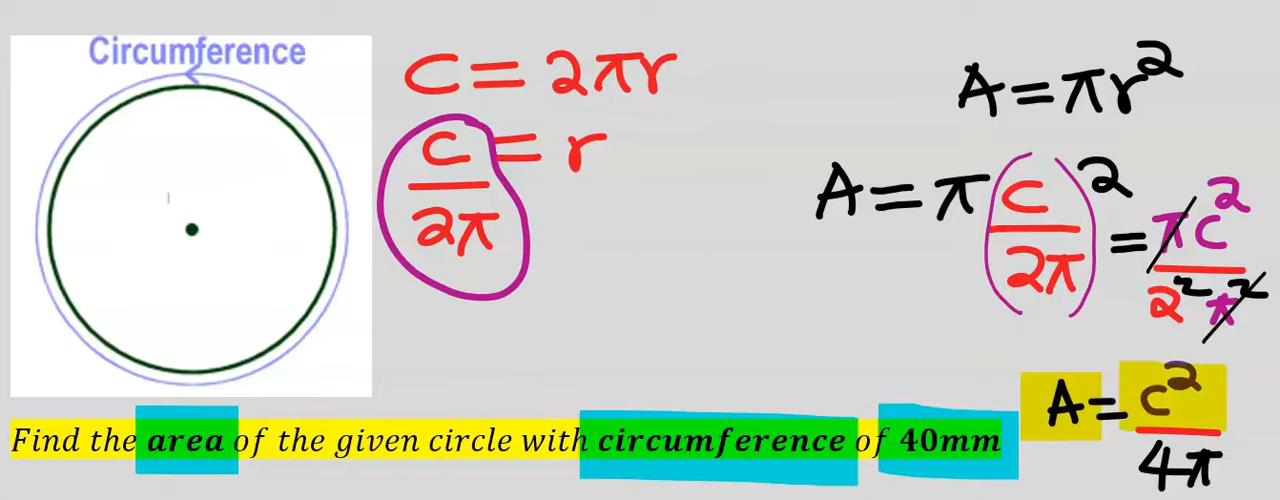 Circumference
C = 2πr
C/2π = r
A = πr²
A = π(C/2π)² = πC²/2²π²
A = C²/4π
Find the area of the given circle with circumference of 40mm